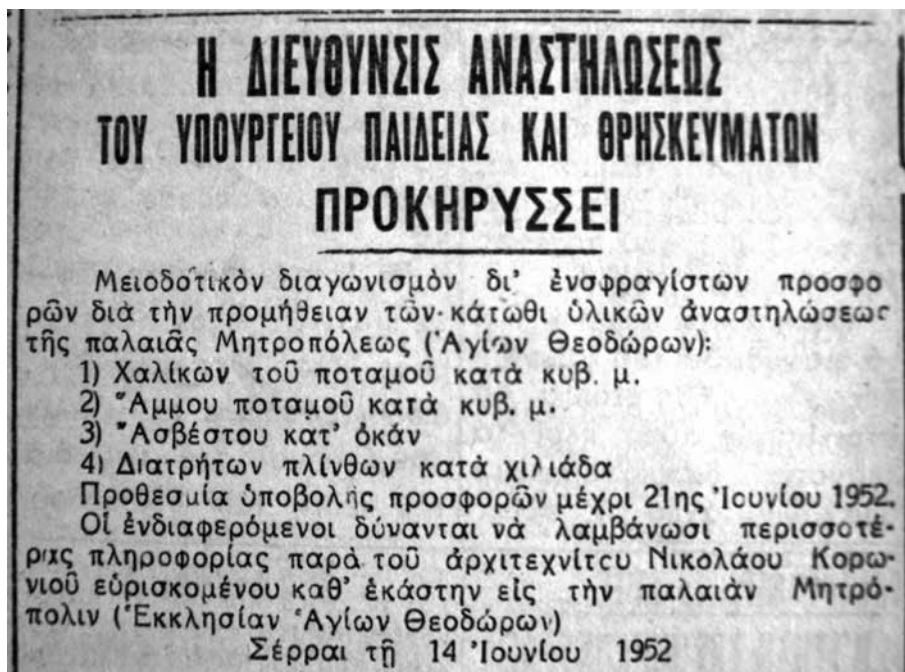 Η ΔΙΕΥΘΥΝΣΙΣ ΑΝΑΣΤΗΛΩΣΕΩΣ
ΤΟΥ ΥΠΟΥΡΓΕΙΟΥ ΠΑΙΔΕΙΑΣ ΚΑΙ ΘΡΗΣΚΕΥΜΑΤΩΝ
ΠΡΟΚΗΡΥΣΣΕΙ
Μειοδοτικὸν διαγωνισμὸν δι’ ἐνσφραγίστων προσφο
ρῶν διὰ τὴν προμήθειαν τῶν κάτωθι ὑλικῶν ἀναστηλώσεως
τῆς παλαιᾶς Μητροπόλεως (Ἁγίων Θεοδώρων):
1) Χαλίκων τοῦ ποταμοῦ κατὰ κυβ. μ.
2) Ἄμμου ποταμοῦ κατὰ κυβ. μ.
3) Ἄσβέστου κατ’ ὀκάν
4) Διατρήτων πλίνθων κατὰ χιλιάδα
Προθεσμία ὑποβολῆς προσφορῶν μέχρι 21ης Ἰουνίου 1952.
Οἱ ἐνδιαφερόμενοι δύνανται νὰ λαμβάνωσι περισσοτέ-
ρας πληροφορίας παρὰ τοῦ ἀρχιτεχνίτου Νικολάου Κορω-
νιοῦ εὑρισκομένου καθ’ ἑκάστην εἰς τὴν παλαιὰν Μητρό-
πολιν (Ἐκκλησίαν Ἁγίων Θεοδώρων)
Σέρραι τῇ 14 Ἰουνίου 1952